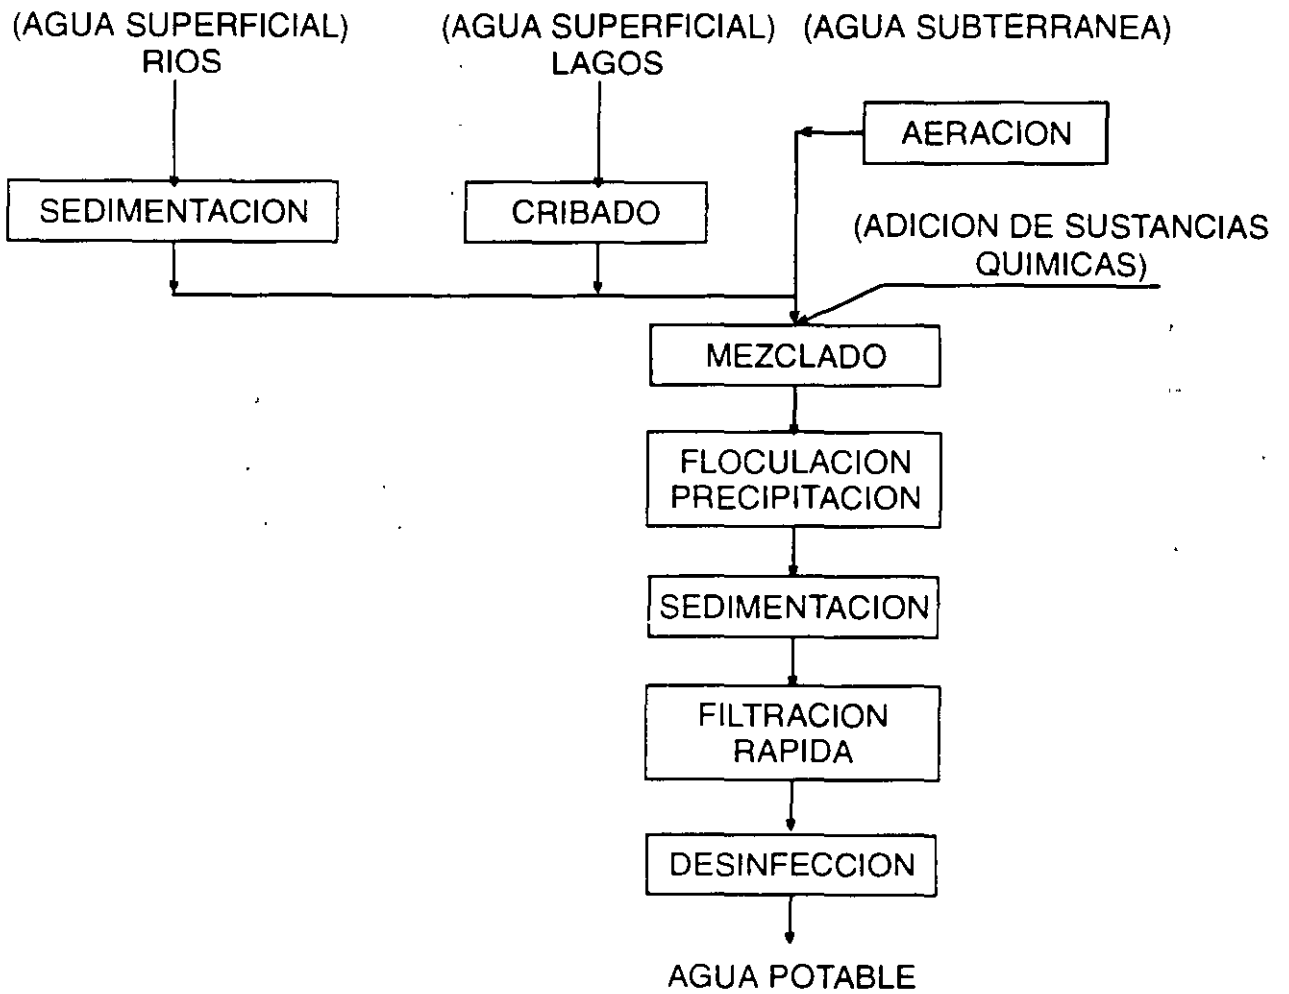 (AGUA SUPERFICIAL)
RIOS
(AGUA SUPERFICIAL)
LAGOS
(AGUA SUBTERRANEA)
AERACION
SEDIMENTACION
CRIBADO
(ADICION DE SUSTANCIAS
QUIMICAS)
MEZCLADO
FLOCULACION
PRECIPITACION
SEDIMENTACION
FILTRACION
RAPIDA
DESINFECCION
AGUA POTABLE